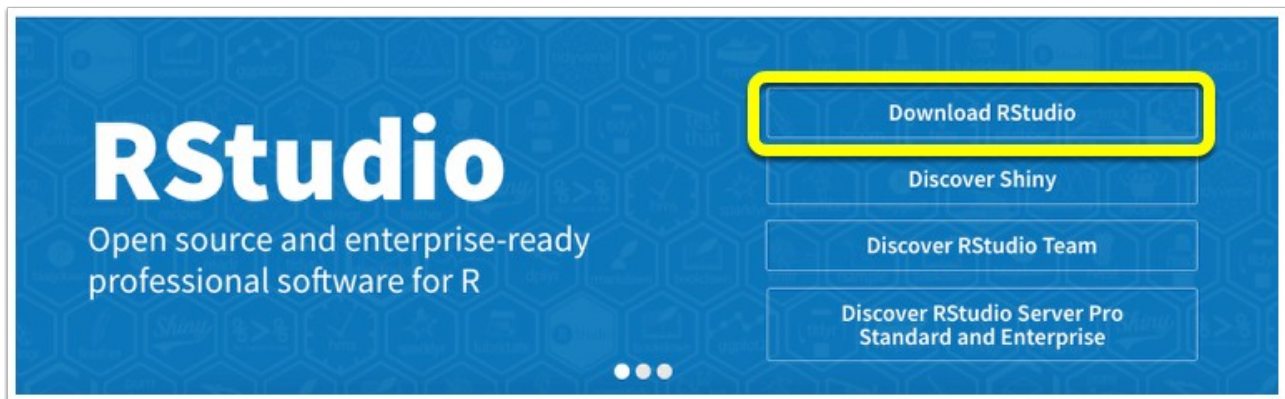 RStudio
Open source and enterprise-ready
professional software for R
Download RStudio
Discover Shiny
Discover RStudio Team
Discover RStudio Server Pro
Standard and Enterprise